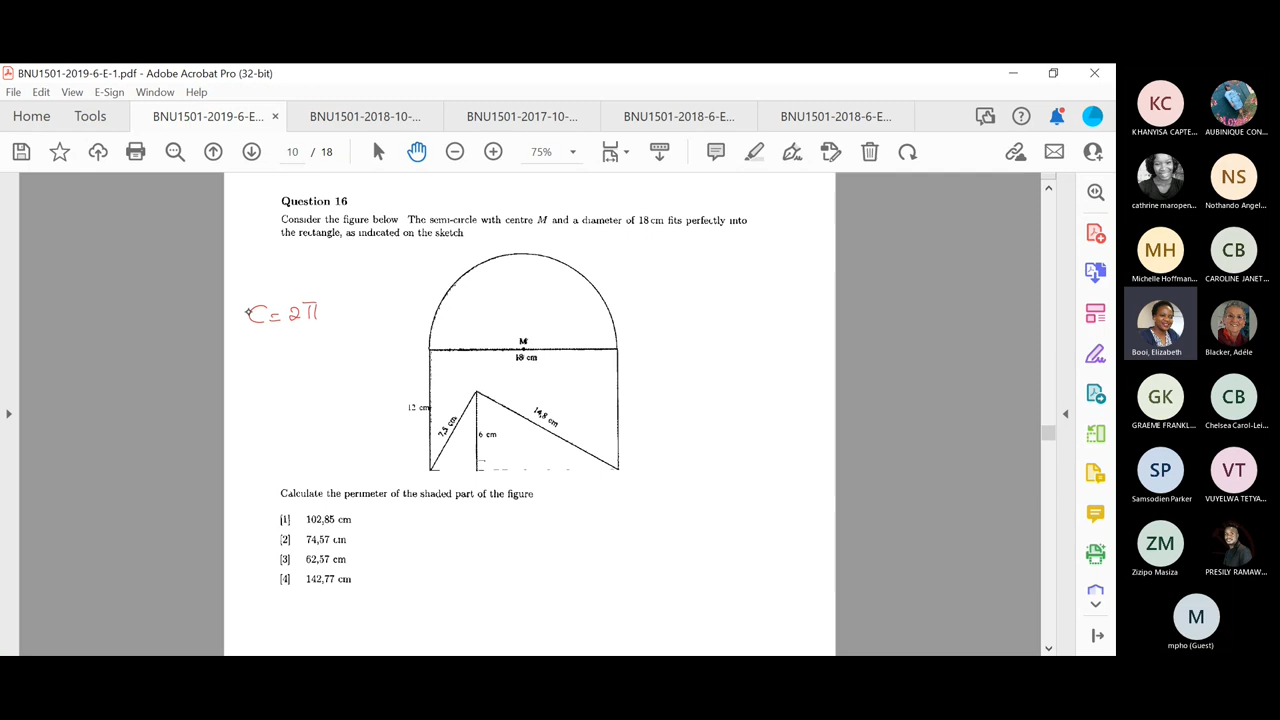 BNU1501-2019-6-E-1.pdf - Adobe Acrobat Pro (32-bit)
File Edit View E-Sign Window Help
Home Tools BNU1501-2019-6-E... × BNU1501-2018-10-... BNU1501-2017-10-... BNU1501-2018-6-E... BNU1501-2018-6-E...
10 / 18 75%
Question 16
Consider the figure below The semi-circle with centre M and a diameter of 18 cm fits perfectly into
the rectangle, as indicated on the sketch
C = 2 π
M
18 cm
12 cm
7,5 cm
6 cm
14,8 cm
Calculate the perimeter of the shaded part of the figure
[1] 102,85 cm
[2] 74,57 cm
[3] 62,57 cm
[4] 142,77 cm
KC
KHANYISA CAPTE...
AUBINIQUE CON...
cathrine maropen...
NS
Nothando Angel...
MH
Michelle Hoffman...
CB
CAROLINE JANET...
Booi, Elizabeth
Blacker, Adéle
GK
GRAEME FRANKL...
CB
Chelsea Carol-Lei...
SP
Samsodien Parker
VT
VUYELWA TETYA...
ZM
Zizipo Masiza
PRESILY RAMAW...
M
mpho (Guest)